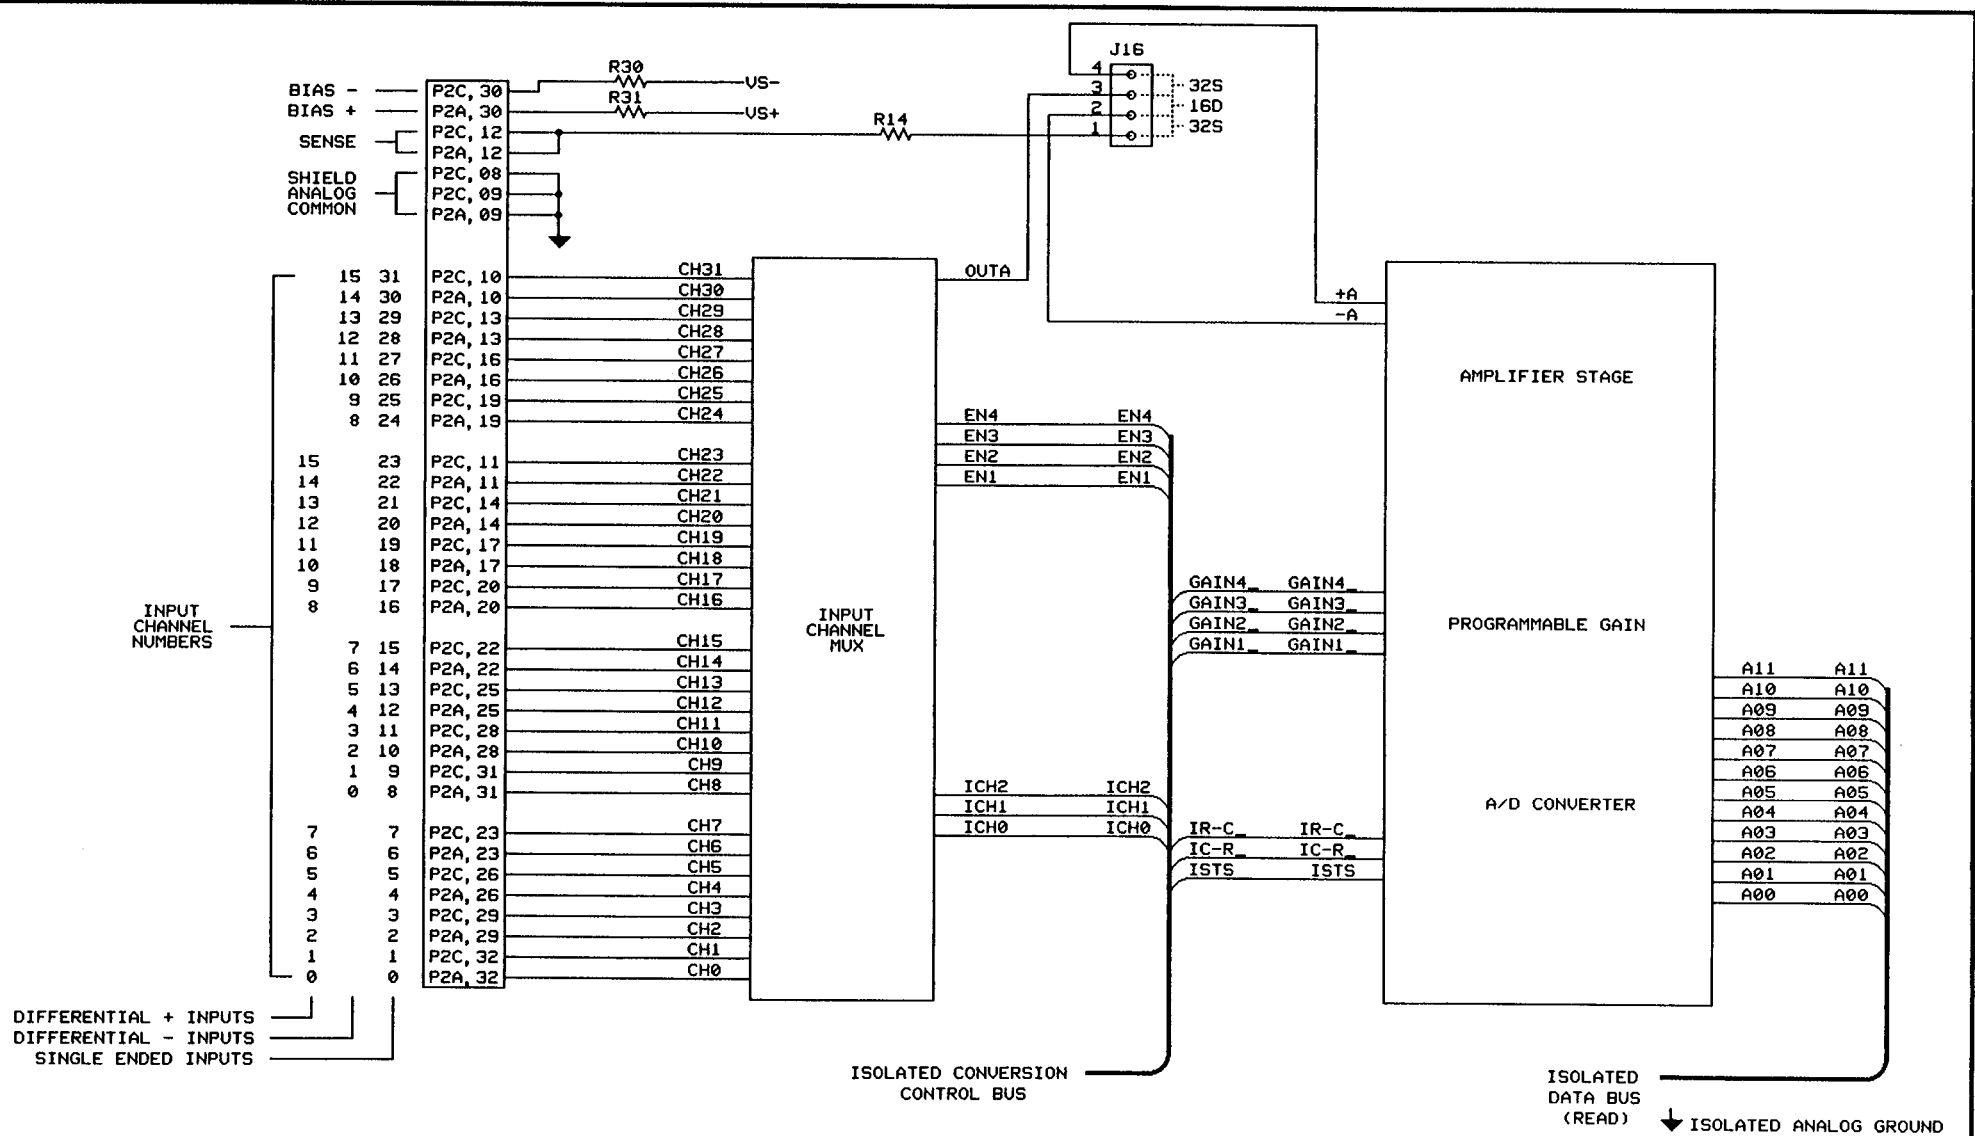 J16
4
3
2
1
32S
16D
32S
R30
VS-
R31
VS+
R14
BIAS - P2C, 30
BIAS + P2A, 30
SENSE
P2C, 12
P2A, 12
SHIELD
ANALOG
COMMON
P2C, 08
P2C, 09
P2A, 09
15 31 P2C, 10 CH31
14 30 P2A, 10 CH30
13 29 P2C, 13 CH29
12 28 P2A, 13 CH28
11 27 P2C, 16 CH27
10 26 P2A, 16 CH26
9 25 P2C, 19 CH25
8 24 P2A, 19 CH24
15 23 P2C, 11 CH23
14 22 P2A, 11 CH22
13 21 P2C, 14 CH21
12 20 P2A, 14 CH20
11 19 P2C, 17 CH19
10 18 P2A, 17 CH18
9 17 P2C, 20 CH17
8 16 P2A, 20 CH16
INPUT
CHANNEL
NUMBERS
7 15 P2C, 22 CH15
6 14 P2A, 22 CH14
5 13 P2C, 25 CH13
4 12 P2A, 25 CH12
3 11 P2C, 28 CH11
2 10 P2A, 28 CH10
1 9 P2C, 31 CH9
0 8 P2A, 31 CH8
7 7 P2C, 23 CH7
6 6 P2A, 23 CH6
5 5 P2C, 26 CH5
4 4 P2A, 26 CH4
3 3 P2C, 29 CH3
2 2 P2A, 29 CH2
1 1 P2C, 32 CH1
0 0 P2A, 32 CH0
DIFFERENTIAL + INPUTS
DIFFERENTIAL - INPUTS
SINGLE ENDED INPUTS
INPUT
CHANNEL
MUX
OUTA
EN4 EN4
EN3 EN3
EN2 EN2
EN1 EN1
ICH2 ICH2
ICH1 ICH1
ICH0 ICH0
ISOLATED CONVERSION
CONTROL BUS
+A
-A
GAIN4_ GAIN4_
GAIN3_ GAIN3_
GAIN2_ GAIN2_
GAIN1_ GAIN1_
IR-C_ IR-C_
IC-R_ IC-R_
ISTS ISTS
AMPLIFIER STAGE
PROGRAMMABLE GAIN
A/D CONVERTER
A11 A11
A10 A10
A09 A09
A08 A08
A07 A07
A06 A06
A05 A05
A04 A04
A03 A03
A02 A02
A01 A01
A00 A00
ISOLATED
DATA BUS
(READ)
ISOLATED ANALOG GROUND